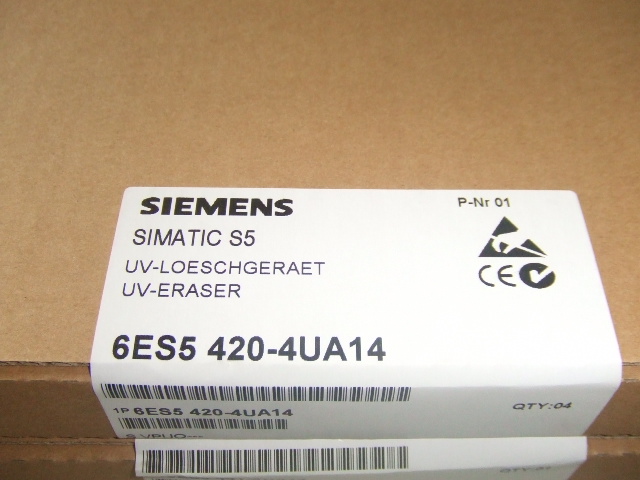 SIEMENS
P-Nr 01
SIMATIC S5
UV-LOESCHGERAET
UV-ERASER
CE
6ES5 420-4UA14
1P 6ES5 420-4UA14
QTY:04